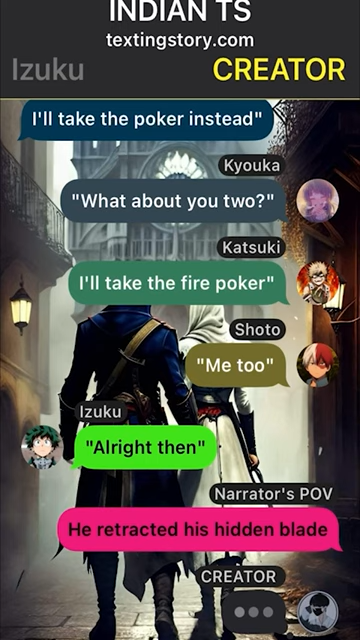 INDIAN TS
textingstory.com
Izuku
CREATOR
I'll take the poker instead"
Kyouka
"What about you two?"
Katsuki
I'll take the fire poker"
Shoto
"Me too"
Izuku
"Alright then"
Narrator's POV
He retracted his hidden blade
CREATOR